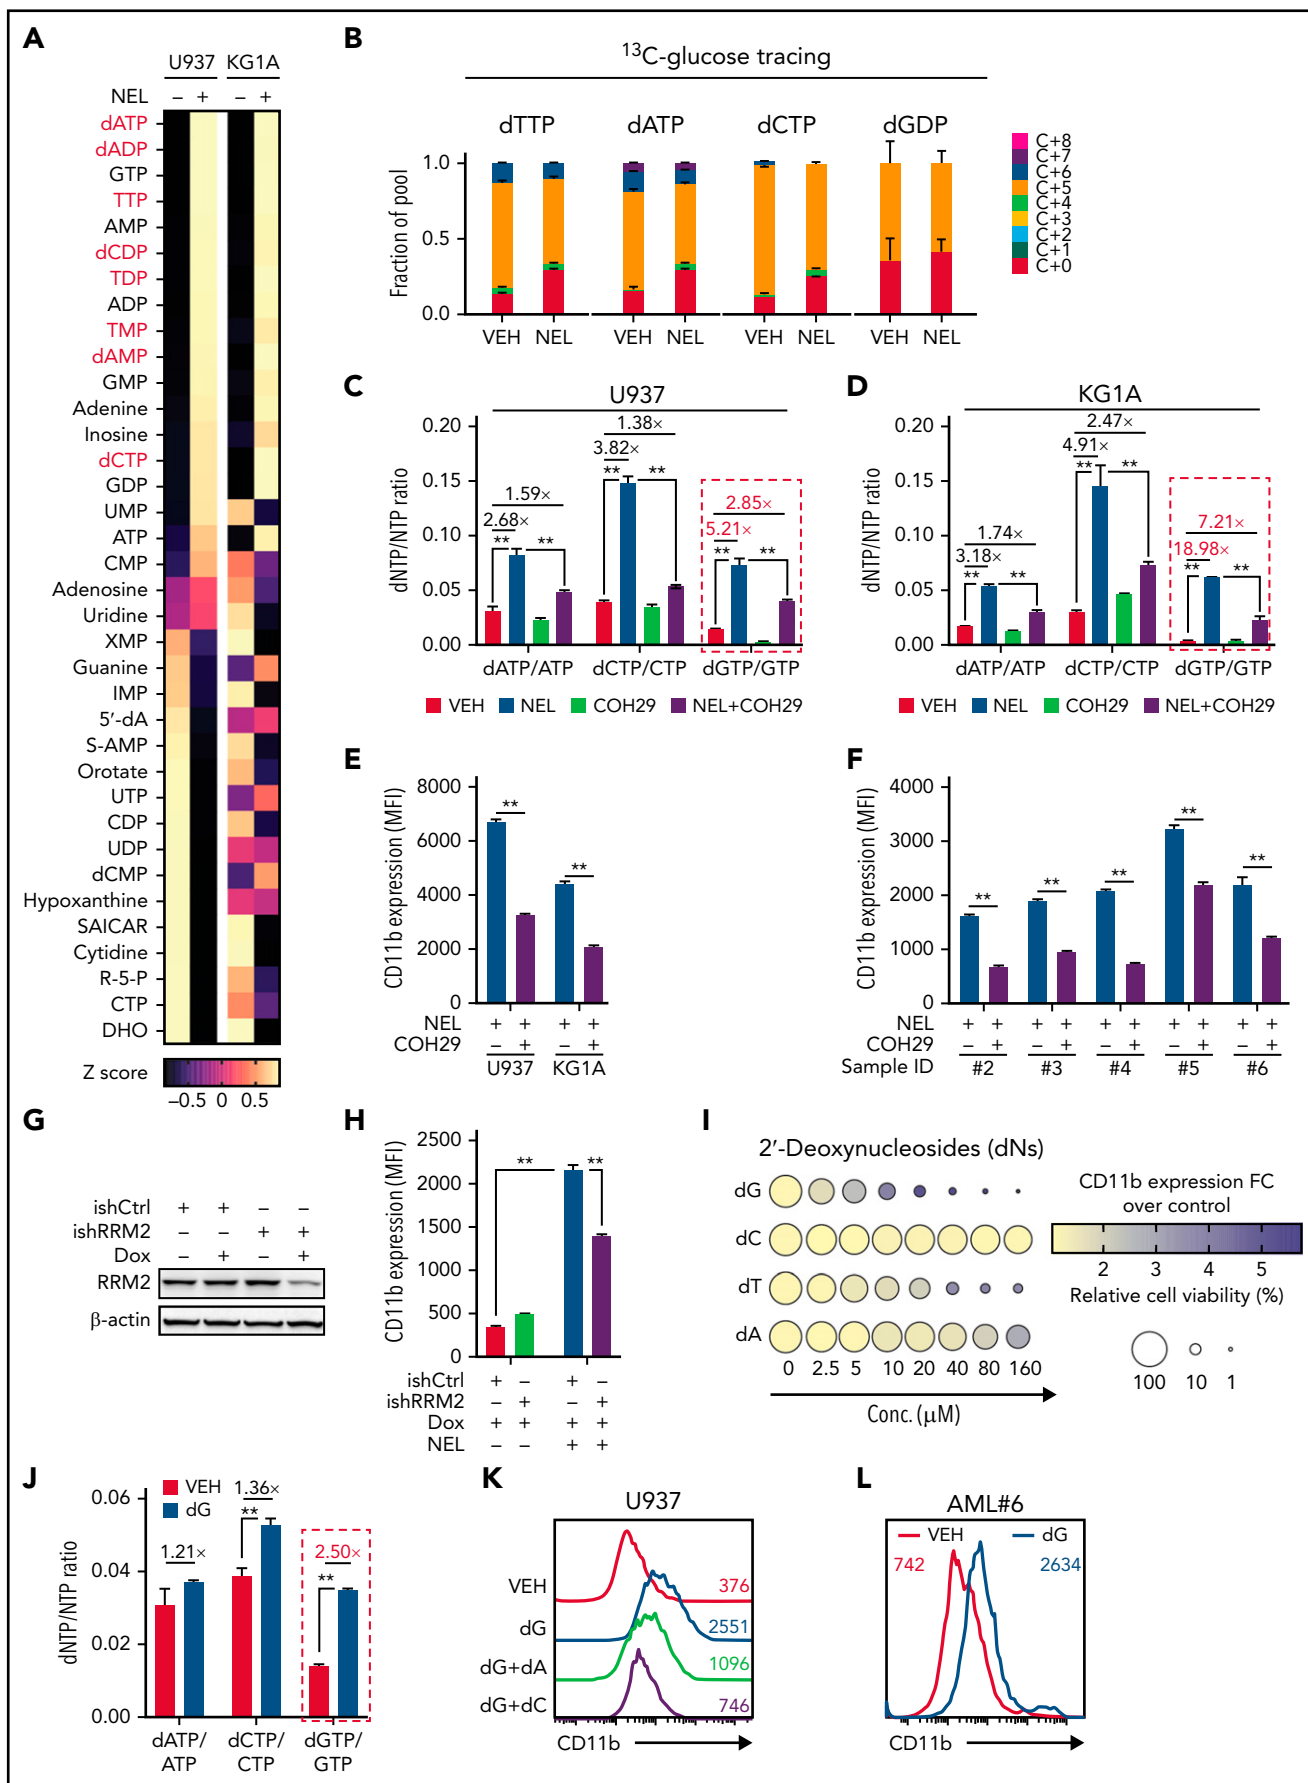 A
U937 KG1A
NEL – + – +
dATP
dADP
GTP
TTP
AMP
dCDP
TDP
ADP
TMP
dAMP
GMP
Adenine
Inosine
dCTP
GDP
UMP
ATP
CMP
Adenosine
Uridine
XMP
Guanine
IMP
5′-dA
S-AMP
Orotate
UTP
CDP
UDP
dCMP
Hypoxanthine
SAICAR
Cytidine
R-5-P
CTP
DHO
Z score
–0.5 0 0.5
B
13C-glucose tracing
dTTP dATP dCTP dGDP
Fraction of pool
1.0
0.5
0.0
VEH NEL VEH NEL VEH NEL VEH NEL
C+8
C+7
C+6
C+5
C+4
C+3
C+2
C+1
C+0
C
U937
dNTP/NTP ratio
0.20
0.15
0.10
0.05
0.00
1.59×
2.68×
** **
1.38×
3.82×
** **
2.85×
5.21×
** **
dATP/ATP dCTP/CTP dGTP/GTP
VEH NEL COH29 NEL+COH29
D
KG1A
dNTP/NTP ratio
0.20
0.15
0.10
0.05
0.00
1.74×
3.18×
** **
2.47×
4.91×
** **
7.21×
18.98×
** **
dATP/ATP dCTP/CTP dGTP/GTP
VEH NEL COH29 NEL+COH29
E
CD11b expression (MFI)
8000
6000
4000
2000
0
** **
NEL + + + +
COH29 – + – +
U937 KG1A
F
CD11b expression (MFI)
4000
3000
2000
1000
0
** ** ** ** **
NEL + + + + + + + + + +
COH29 – + – + – + – + – +
Sample ID #2 #3 #4 #5 #6
G
ishCtrl + + – –
ishRRM2 – – + +
Dox – + – +
RRM2
β-actin
H
CD11b expression (MFI)
2500
2000
1500
1000
500
0
** **
ishCtrl + – + –
ishRRM2 – + – +
Dox + + + +
NEL – – + +
I
2′-Deoxynucleosides (dNs)
dG
dC
dT
dA
0 2.5 5 10 20 40 80 160
Conc. (μM)
CD11b expression FC
over control
2 3 4 5
Relative cell viability (%)
100 10 1
J
VEH
dG
dNTP/NTP ratio
0.06
0.04
0.02
0.00
1.21×
1.36×
**
2.50×
**
dATP/ dCTP/ dGTP/
ATP CTP GTP
K
U937
VEH 376
dG 2551
dG+dA 1096
dG+dC 746
CD11b
L
AML#6
VEH dG
742 2634
CD11b